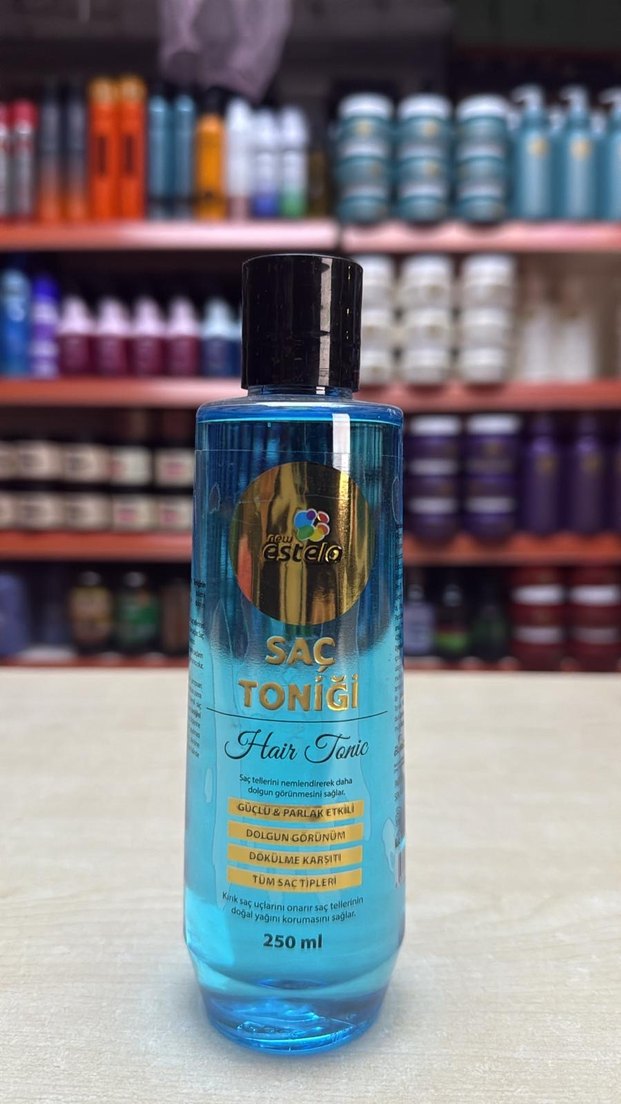 new
estela
SAÇ
TONİĞİ
Hair Tonic
Saç tellerini nemlendirerek daha
dolgun görünmesini sağlar.
GÜÇLÜ & PARLAK ETKİLİ
DOLGUN GÖRÜNÜM
DÖKÜLME KARŞITI
TÜM SAÇ TİPLERİ
Kırık saç uçlarını onarır saç tellerinin
doğal yağını korumasını sağlar.
250 ml